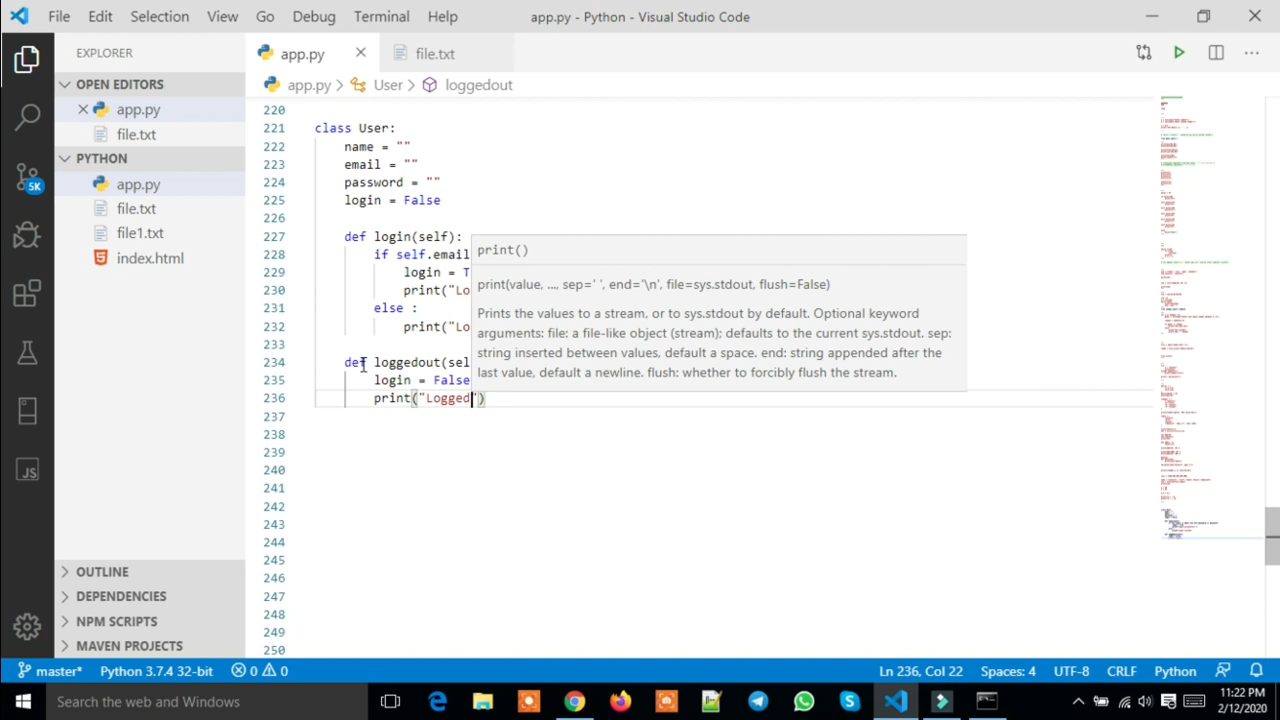 File Edit Selection View Go Debug Terminal Help app.py - Python - Visual Studio Code
EXPLORER
OPEN EDITORS
app.py
file.txt
PYTHON
app.py
file.txt
file1.txt
index.html
5K
OUTLINE
DEPENDENCIES
NPM SCRIPTS
MAVEN PROJECTS
app.py file.txt
app.py > User > loggedout
220
221 class User:
222 name = ""
223 email = ""
224 password = ""
225 login = False
226
227 def login(self):
228 if self.ema
229 login =
230 print
231 else :
232 print("L
233
234 def loggedout(se
235 login = False
236 print("Logged")
237
238
239
240
241
242
243
244
245
246
247
248
249
250
print()
print(value, ..., sep=' ', end='\n', file=sys.stdout, flush=False)
Prints the values to a stream, or to sys.stdout by default. Optional keyword
arguments: file: a file-like object (stream); defaults to the current sys.stdout. sep:
string inserted between values, default a space. end: string appended after the
last value, default a newline. flush: whether to forcibly flush the stream.
master* Python 3.7.4 32-bit 0 0 Ln 236, Col 22 Spaces: 4 UTF-8 CRLF Python
Search the web and Windows
11:22 PM
2/12/2020